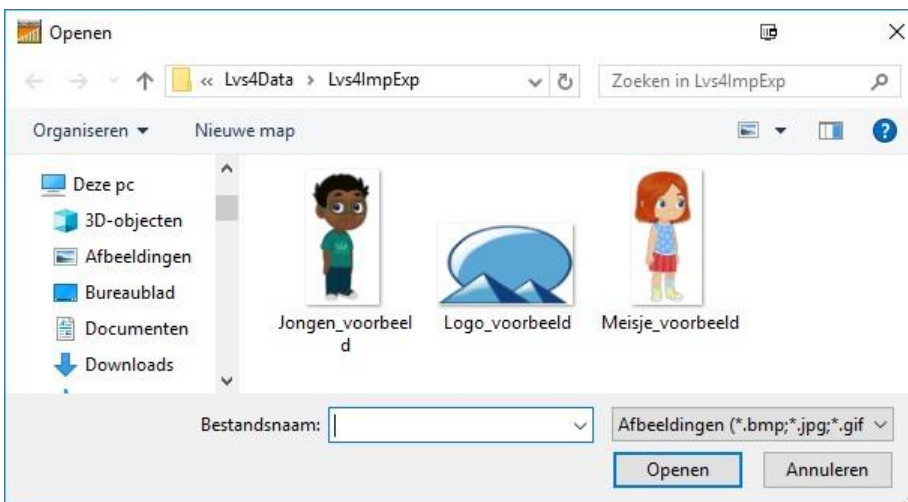 Openen
« Lvs4Data > Lvs4ImpExp
Zoeken in Lvs4ImpExp
Organiseren
Nieuwe map
Deze pc
3D-objecten
Afbeeldingen
Bureaublad
Documenten
Downloads
Jongen_voorbeel
d
Logo_voorbeeld
Meisje_voorbeeld
Bestandsnaam:
Afbeeldingen (*.bmp;*.jpg;*.gif
Openen
Annuleren